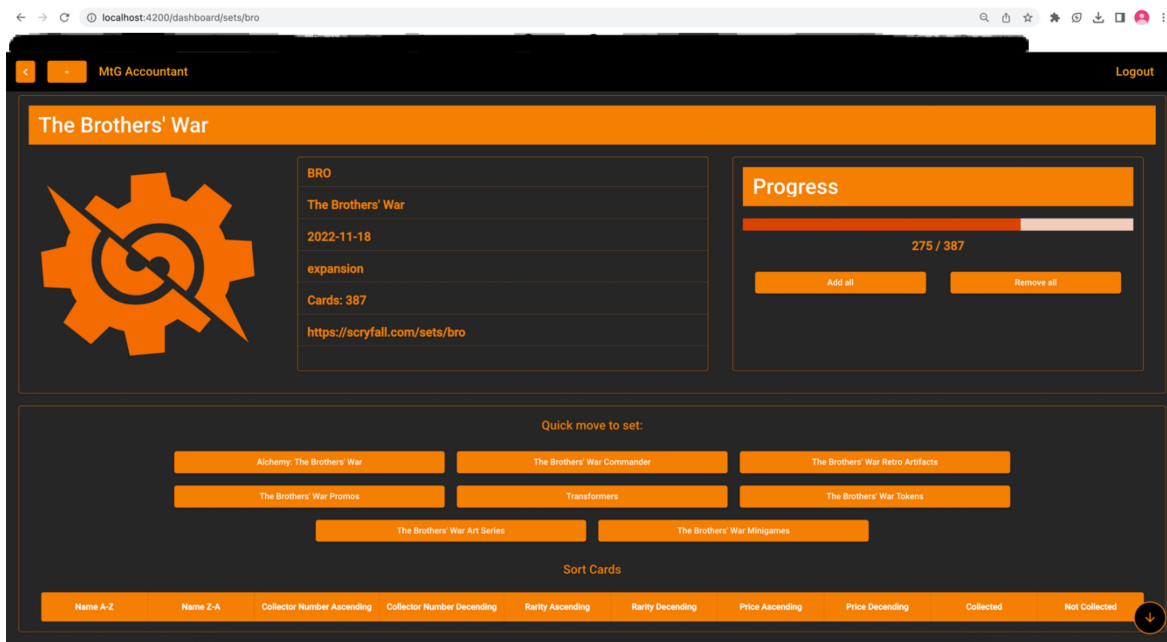 localhost:4200/dashboard/sets/bro
MtG Accountant
Logout
The Brothers' War
BRO
The Brothers' War
2022-11-18
expansion
Cards: 387
https://scryfall.com/sets/bro
Progress
275 / 387
Add all Remove all
Quick move to set:
Alchemy: The Brothers' War The Brothers' War Commander The Brothers' War Retro Artifacts
The Brothers' War Promos Transformers The Brothers' War Tokens
The Brothers' War Art Series The Brothers' War Minigames
Sort Cards
Name A-Z Name Z-A Collector Number Ascending Collector Number Decending Rarity Ascending Rarity Decending Price Ascending Price Decending Collected Not Collected